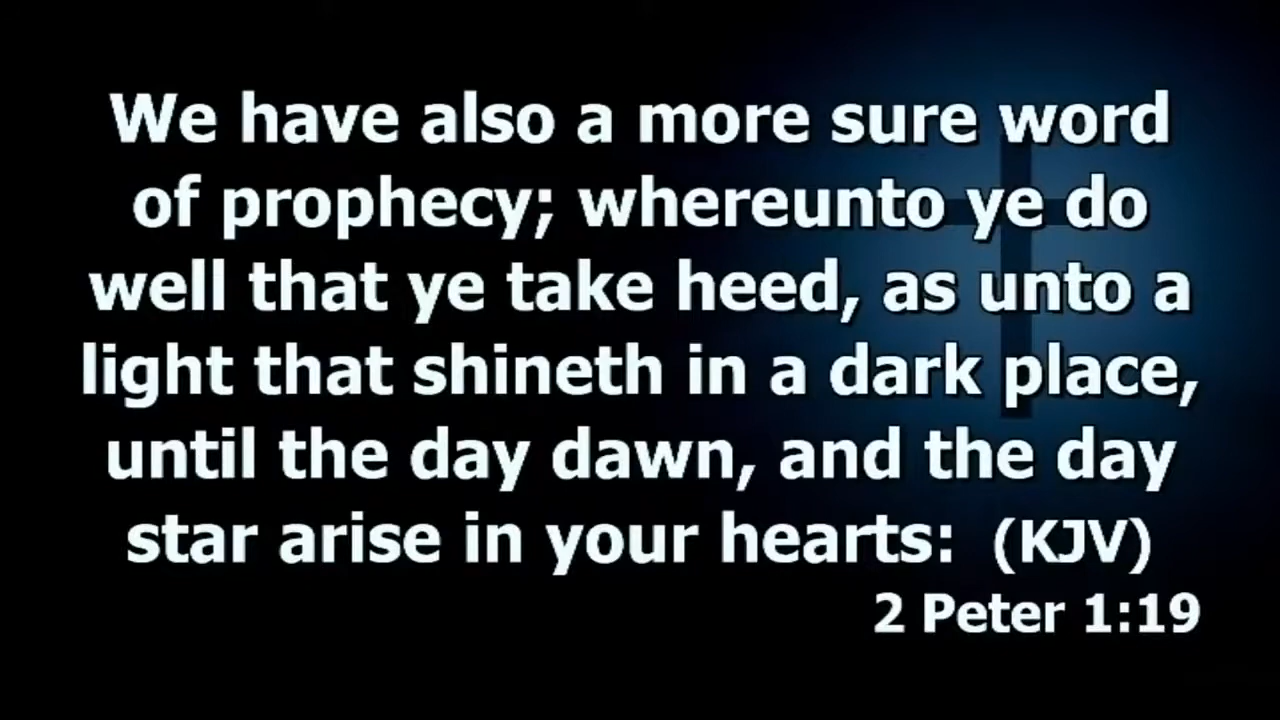 We have also a more sure word
of prophecy; whereunto ye do
well that ye take heed, as unto a
light that shineth in a dark place,
until the day dawn, and the day
star arise in your hearts: (KJV)
2 Peter 1:19